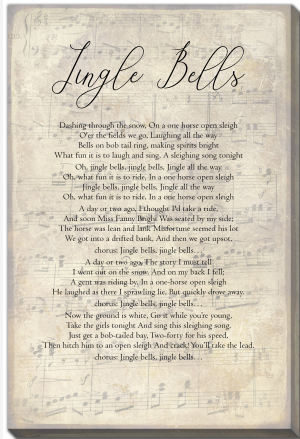 Jingle Bells
Dashing through the snow, On a one horse open sleigh
O'er the fields we go, Laughing all the way
Bells on bob tail ring, making spirits bright
What fun it is to laugh and sing, A sleighing song tonight
Oh, jingle bells, jingle bells, Jingle all the way
Oh, what fun it is to ride, In a one horse open sleigh
Jingle bells, jingle bells, Jingle all the way
Oh, what fun it is to ride, In a one horse open sleigh
A day or two ago, I thought I'd take a ride,
And soon Miss Fanny Bright Was seated by my side;
The horse was lean and lank Misfortune seemed his lot
We got into a drifted bank, And then we got upsot,
chorus: Jingle bells, jingle bells…
A day or two ago, The story I must tell
I went out on the snow, And on my back I fell;
A gent was riding by, In a one-horse open sleigh
He laughed as there I sprawling lie, But quickly drove away.
chorus: Jingle bells, jingle bells…
Now the ground is white, Go it while you're young,
Take the girls tonight And sing this sleighing song.
Just get a bob-tailed bay, Two-forty for his speed,
Then hitch him to an open sleigh And crack! You'll take the lead.
chorus: Jingle bells, jingle bells…